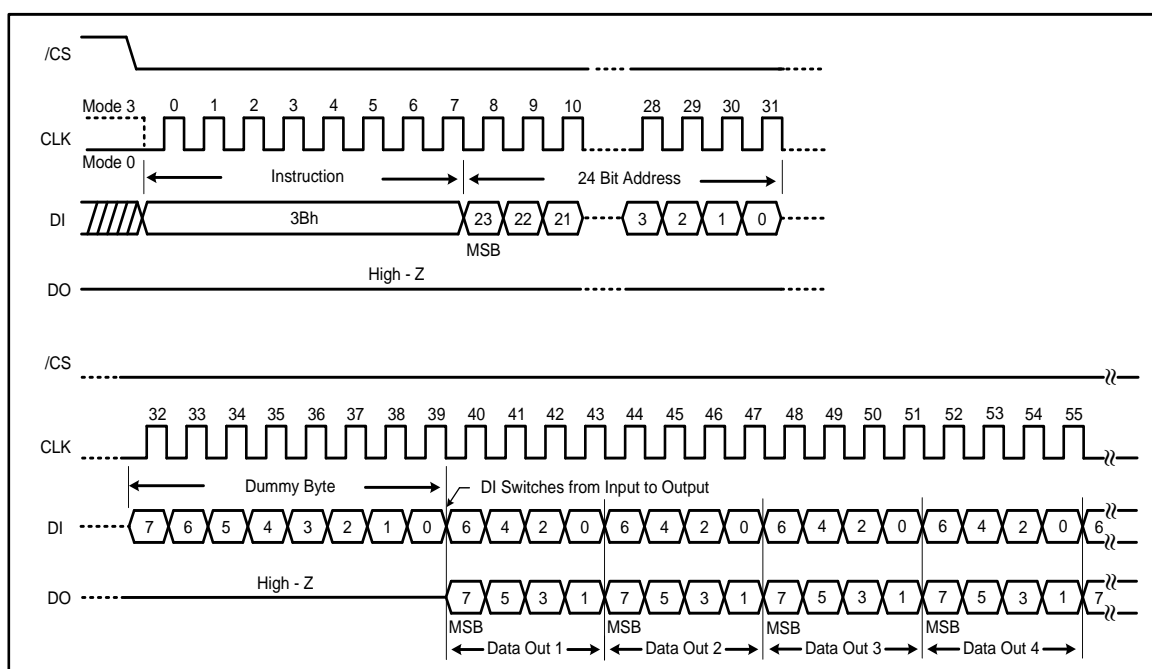 /CS
Mode 3 0 1 2 3 4 5 6 7 8 9 10 28 29 30 31
CLK
Mode 0
Instruction 24 Bit Address
DI 3Bh 23 22 21 3 2 1 0
MSB
High - Z
DO
/CS
32 33 34 35 36 37 38 39 40 41 42 43 44 45 46 47 48 49 50 51 52 53 54 55
CLK
Dummy Byte DI Switches from Input to Output
DI 7 6 5 4 3 2 1 0 6 4 2 0 6 4 2 0 6 4 2 0 6 4 2 0 6
High - Z
DO 7 5 3 1 7 5 3 1 7 5 3 1 7 5 3 1 7
MSB MSB MSB MSB
Data Out 1 Data Out 2 Data Out 3 Data Out 4